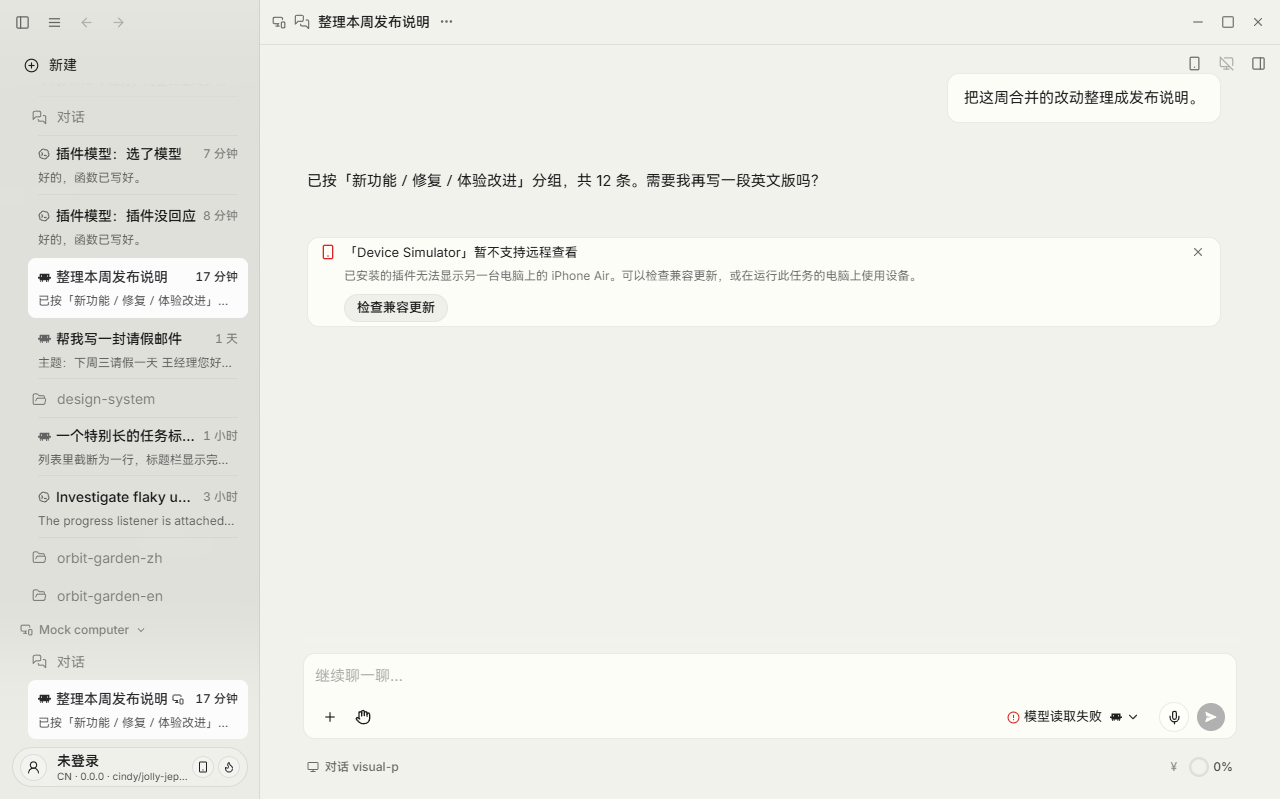 整理本周发布说明
新建
对话
插件模型：选了模型 7 分钟
好的，函数已写好。
插件模型：插件没回应 8 分钟
好的，函数已写好。
整理本周发布说明 17 分钟
已按「新功能 / 修复 / 体验改进」...
帮我写一封请假邮件 1 天
主题：下周三请假一天 王经理您好...
design-system
一个特别长的任务标... 1 小时
列表里截断为一行，标题栏显示完...
Investigate flaky u... 3 小时
The progress listener is attached...
orbit-garden-zh
orbit-garden-en
Mock computer
对话
整理本周发布说明 17 分钟
已按「新功能 / 修复 / 体验改进」...
未登录
CN · 0.0.0 · cindy/jolly-jep...
把这周合并的改动整理成发布说明。
已按「新功能 / 修复 / 体验改进」分组，共 12 条。需要我再写一段英文版吗？
「Device Simulator」暂不支持远程查看
已安装的插件无法显示另一台电脑上的 iPhone Air。可以检查兼容更新，或在运行此任务的电脑上使用设备。
检查兼容更新
继续聊一聊...
模型读取失败
对话 visual-p
¥ 0%